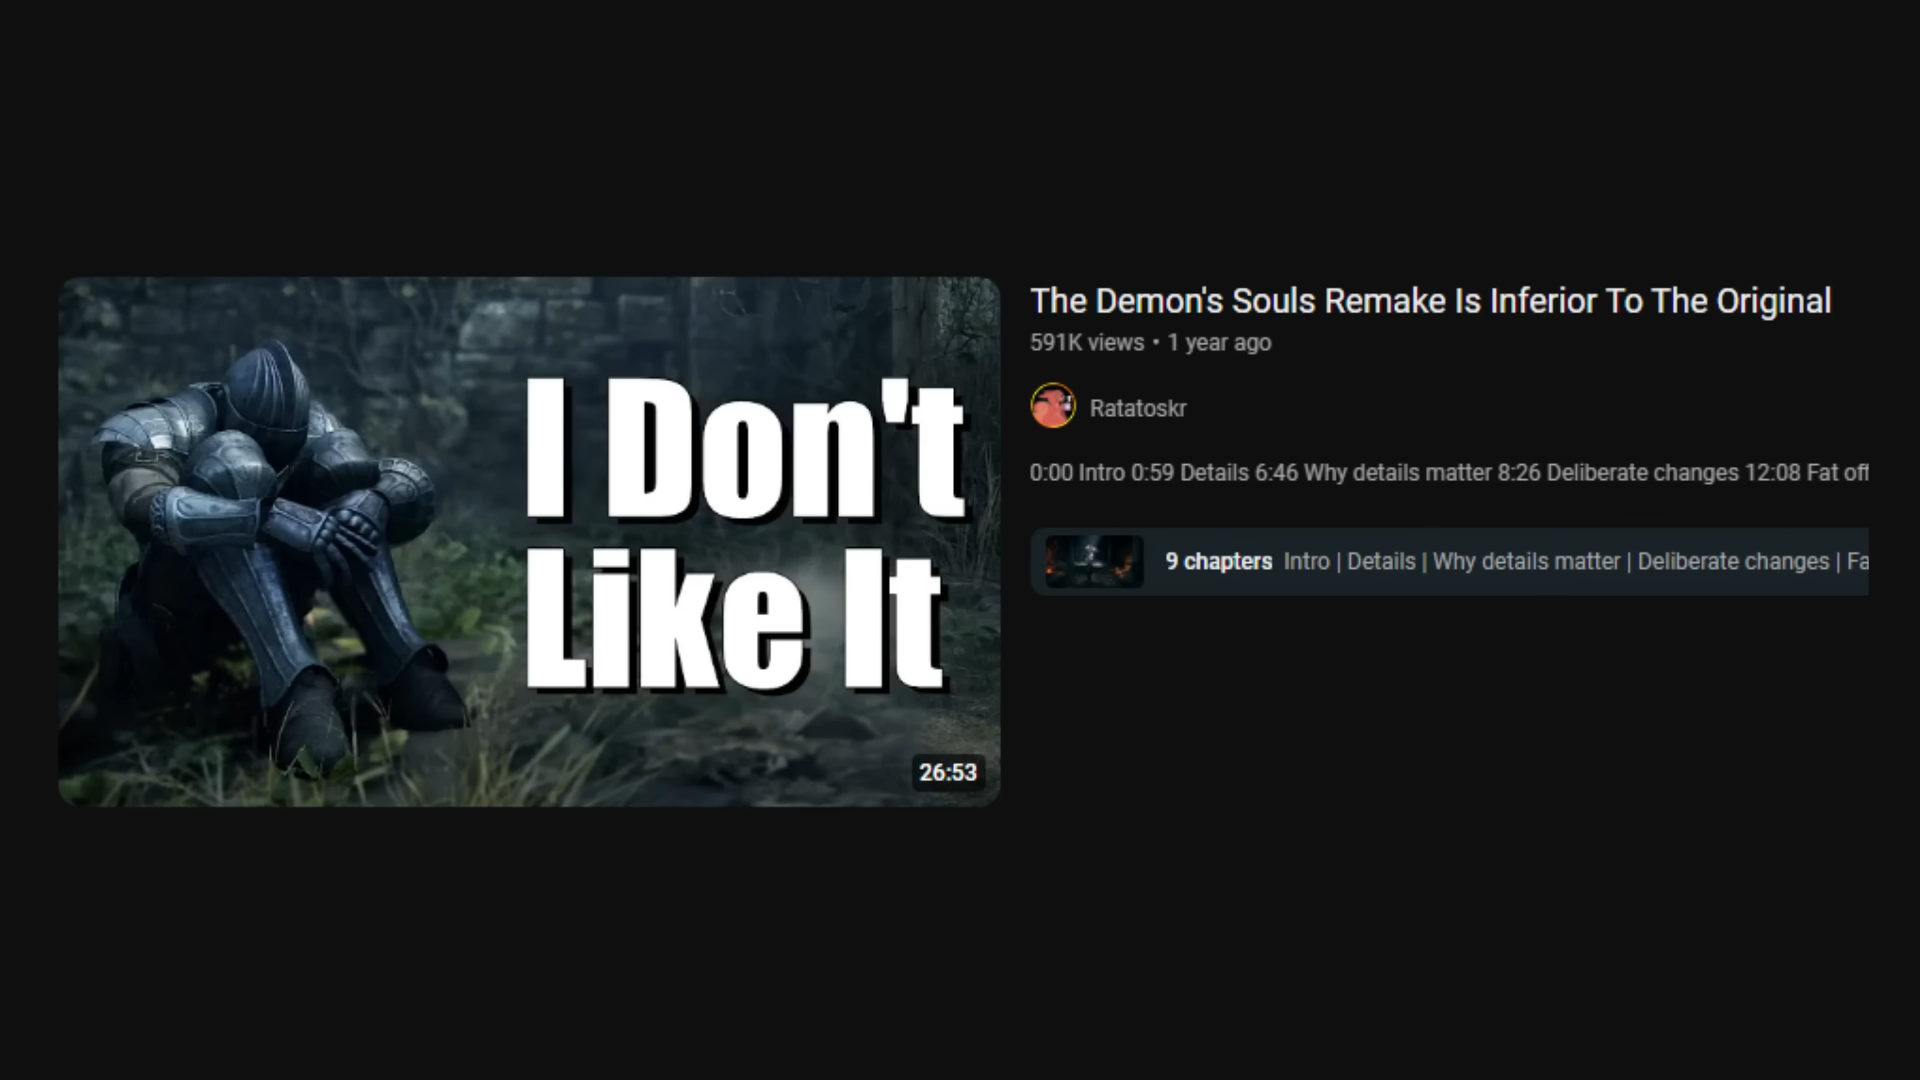 I Don't
Like It
26:53
The Demon's Souls Remake Is Inferior To The Original
591K views • 1 year ago
Ratatoskr
0:00 Intro 0:59 Details 6:46 Why details matter 8:26 Deliberate changes 12:08 Fat off
9 chapters Intro | Details | Why details matter | Deliberate changes | Fa